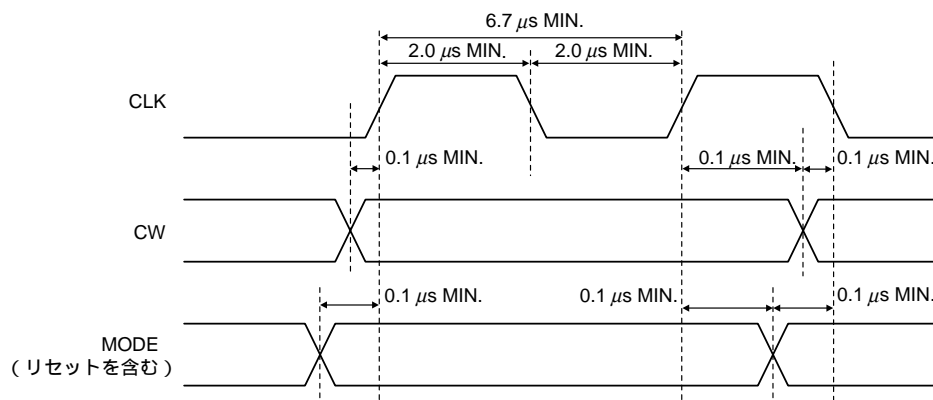 6.7 μs MIN.
2.0 μs MIN. 2.0 μs MIN.
CLK
0.1 μs MIN. 0.1 μs MIN. 0.1 μs MIN.
CW
0.1 μs MIN. 0.1 μs MIN. 0.1 μs MIN.
MODE
(リセットを含む)